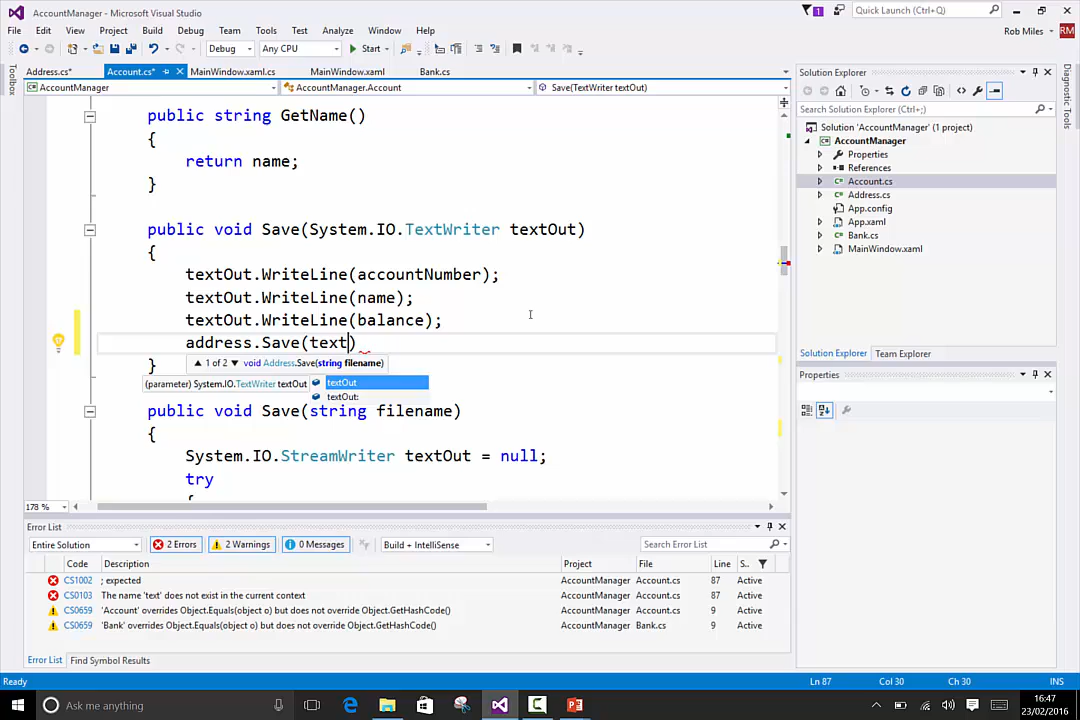 AccountManager - Microsoft Visual Studio
1
Quick Launch (Ctrl+Q)
File Edit View Project Build Debug Team Tools Test Analyze Window Help
Rob Miles RM
Debug Any CPU Start
Address.cs* Account.cs* MainWindow.xaml.cs MainWindow.xaml Bank.cs
AccountManager AccountManager.Account Save(TextWriter textOut)
Toolbox
public string GetName()
{
return name;
}
public void Save(System.IO.TextWriter textOut)
{
textOut.WriteLine(accountNumber);
textOut.WriteLine(name);
textOut.WriteLine(balance);
address.Save(text)
}
1 of 2 void Address.Save(string filename)
(parameter) System.IO.TextWriter textOut
textOut
textOut:
public void Save(string filename)
{
System.IO.StreamWriter textOut = null;
try
{
178 %
Solution Explorer
Search Solution Explorer (Ctrl+;)
Solution 'AccountManager' (1 project)
AccountManager
Properties
References
Account.cs
Address.cs
App.config
App.xaml
Bank.cs
MainWindow.xaml
Solution Explorer Team Explorer
Properties
Diagnostic Tools
Error List
Entire Solution 2 Errors 2 Warnings 0 Messages Build + IntelliSense Search Error List
Code Description Project File Line S..
CS1002 ; expected AccountManager Account.cs 87 Active
CS0103 The name 'text' does not exist in the current context AccountManager Account.cs 87 Active
CS0659 'Account' overrides Object.Equals(object o) but does not override Object.GetHashCode() AccountManager Account.cs 9 Active
CS0659 'Bank' overrides Object.Equals(object o) but does not override Object.GetHashCode() AccountManager Bank.cs 9 Active
Error List Find Symbol Results
Ready Ln 87 Col 30 Ch 30 INS
Ask me anything
16:47
23/02/2016